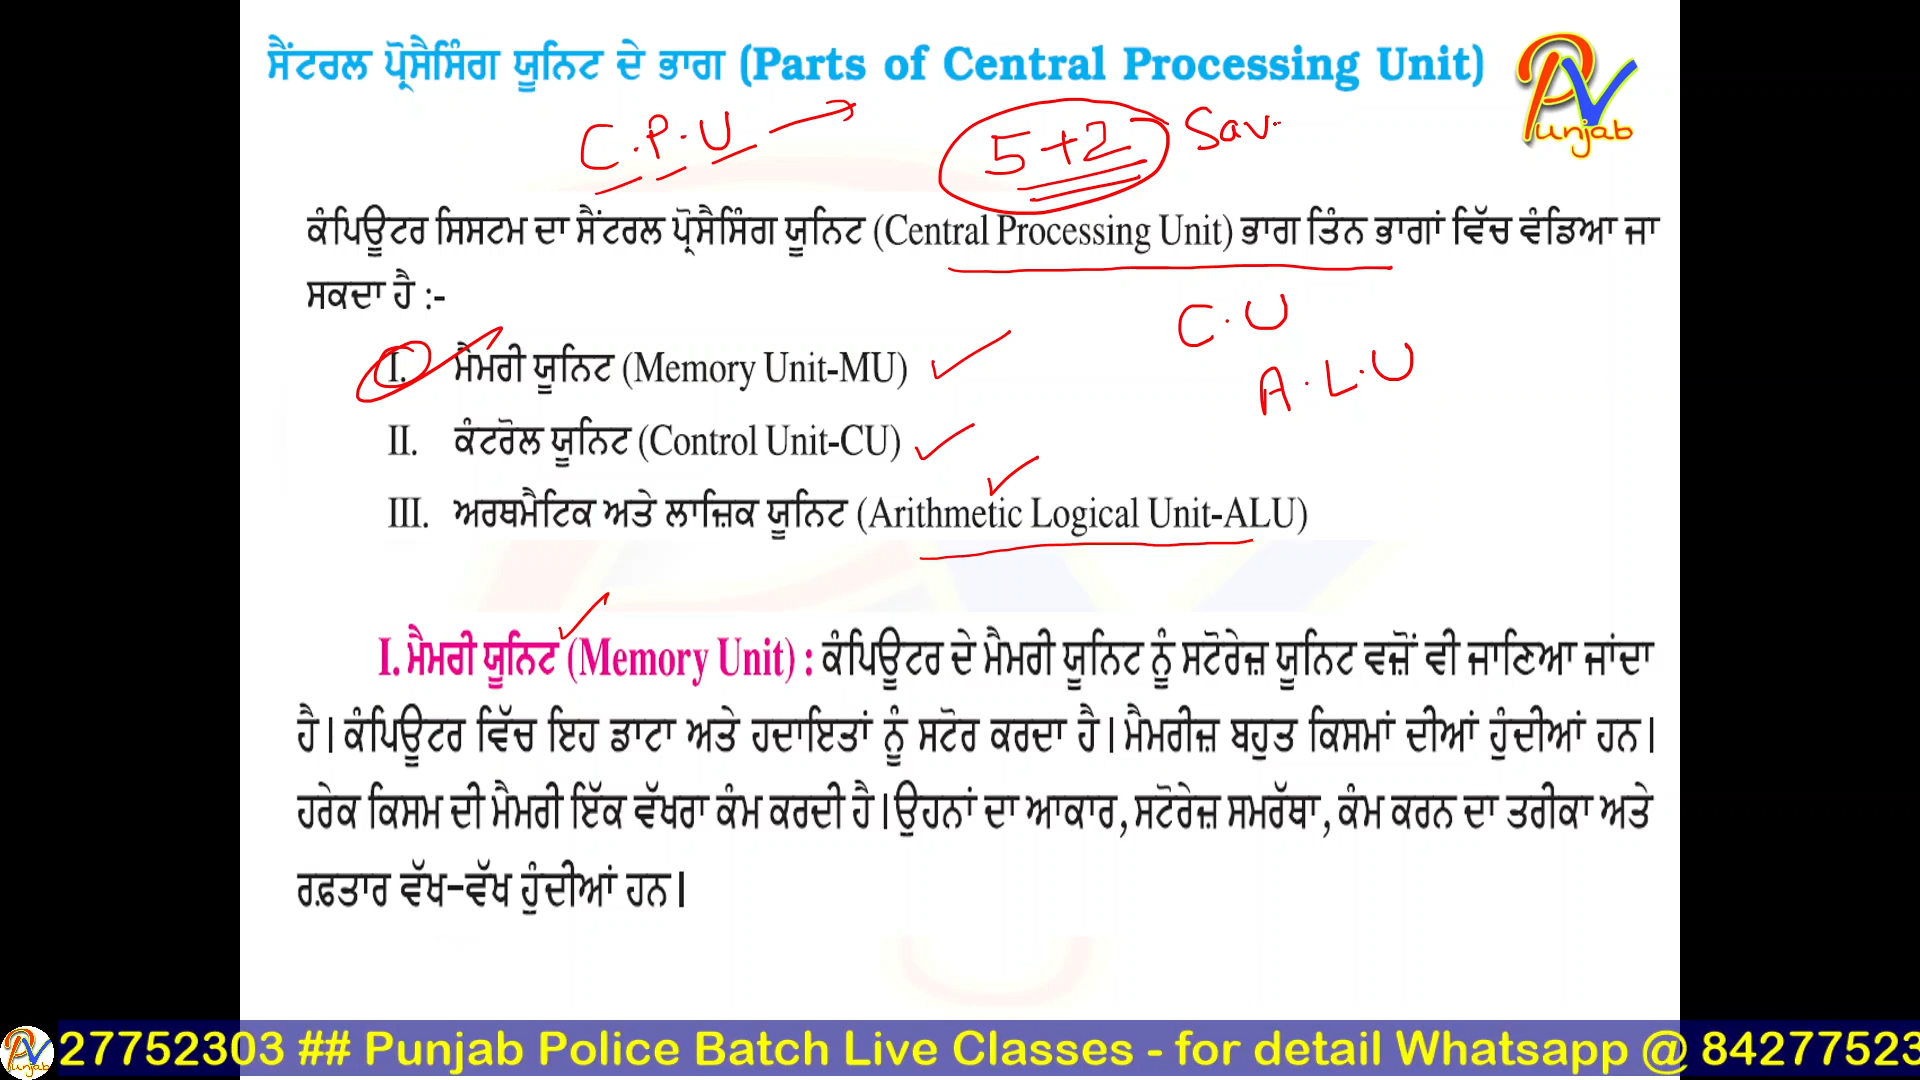 ਸੈਂਟਰਲ ਪ੍ਰੋਸੈਸਿੰਗ ਯੂਨਿਟ ਦੇ ਭਾਗ (Parts of Central Processing Unit)
PV
Punjab
C.P.U
5+2
Sav
ਕੰਪਿਊਟਰ ਸਿਸਟਮ ਦਾ ਸੈਂਟਰਲ ਪ੍ਰੋਸੈਸਿੰਗ ਯੂਨਿਟ (Central Processing Unit) ਭਾਗ ਤਿੰਨ ਭਾਗਾਂ ਵਿੱਚ ਵੰਡਿਆ ਜਾ
ਸਕਦਾ ਹੈ :-
C.U
I. ਮੈਮਰੀ ਯੂਨਿਟ (Memory Unit-MU)
A.L.U
II. ਕੰਟਰੋਲ ਯੂਨਿਟ (Control Unit-CU)
III. ਅਰਥਮੈਟਿਕ ਅਤੇ ਲਾਜ਼ਿਕ ਯੂਨਿਟ (Arithmetic Logical Unit-ALU)
I. ਮੈਮਰੀ ਯੂਨਿਟ (Memory Unit) : ਕੰਪਿਊਟਰ ਦੇ ਮੈਮਰੀ ਯੂਨਿਟ ਨੂੰ ਸਟੋਰੇਜ਼ ਯੂਨਿਟ ਵਜੋਂ ਵੀ ਜਾਣਿਆ ਜਾਂਦਾ
ਹੈ। ਕੰਪਿਊਟਰ ਵਿੱਚ ਇਹ ਡਾਟਾ ਅਤੇ ਹਦਾਇਤਾਂ ਨੂੰ ਸਟੋਰ ਕਰਦਾ ਹੈ। ਮੈਮਰੀਜ਼ ਬਹੁਤ ਕਿਸਮਾਂ ਦੀਆਂ ਹੁੰਦੀਆਂ ਹਨ।
ਹਰੇਕ ਕਿਸਮ ਦੀ ਮੈਮਰੀ ਇੱਕ ਵੱਖਰਾ ਕੰਮ ਕਰਦੀ ਹੈ। ਉਹਨਾਂ ਦਾ ਆਕਾਰ, ਸਟੋਰੇਜ਼ ਸਮਰੱਥਾ, ਕੰਮ ਕਰਨ ਦਾ ਤਰੀਕਾ ਅਤੇ
ਰਫ਼ਤਾਰ ਵੱਖ-ਵੱਖ ਹੁੰਦੀਆਂ ਹਨ।
PV
Punjab
27752303 ## Punjab Police Batch Live Classes - for detail Whatsapp @ 84277523